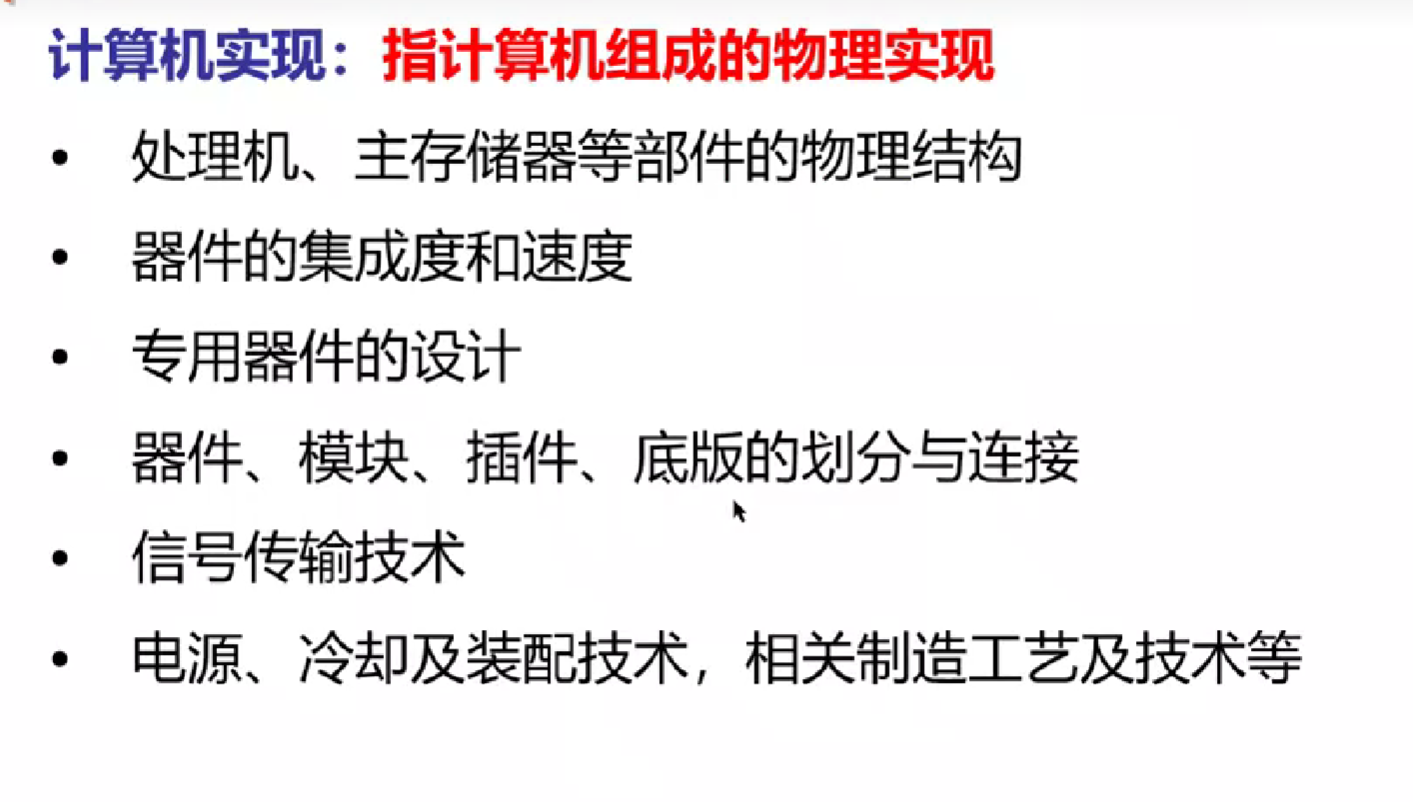 计算机实现：指计算机组成的物理实现
• 处理机、主存储器等部件的物理结构
• 器件的集成度和速度
• 专用器件的设计
• 器件、模块、插件、底版的划分与连接
• 信号传输技术
• 电源、冷却及装配技术，相关制造工艺及技术等